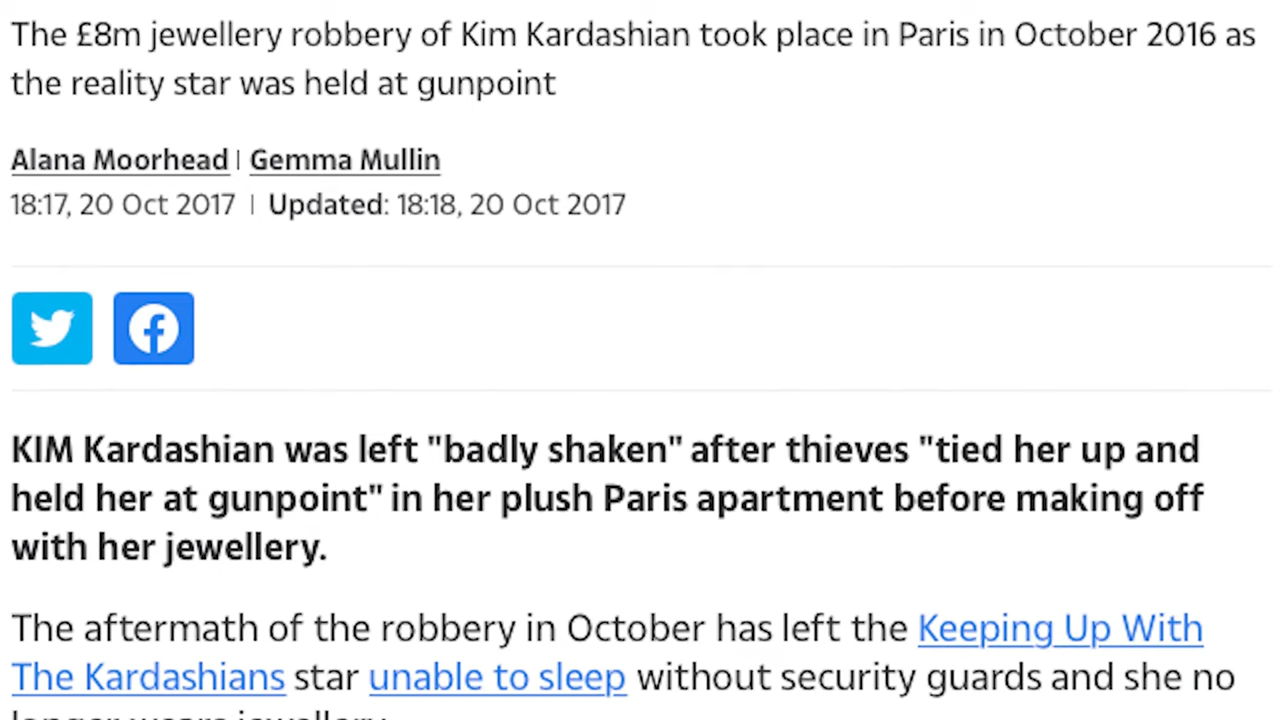 The £8m jewellery robbery of Kim Kardashian took place in Paris in October 2016 as
the reality star was held at gunpoint
Alana Moorhead | Gemma Mullin
18:17, 20 Oct 2017 | Updated: 18:18, 20 Oct 2017
KIM Kardashian was left "badly shaken" after thieves "tied her up and
held her at gunpoint" in her plush Paris apartment before making off
with her jewellery.
The aftermath of the robbery in October has left the Keeping Up With
The Kardashians star unable to sleep without security guards and she no
longer wears jewellery.